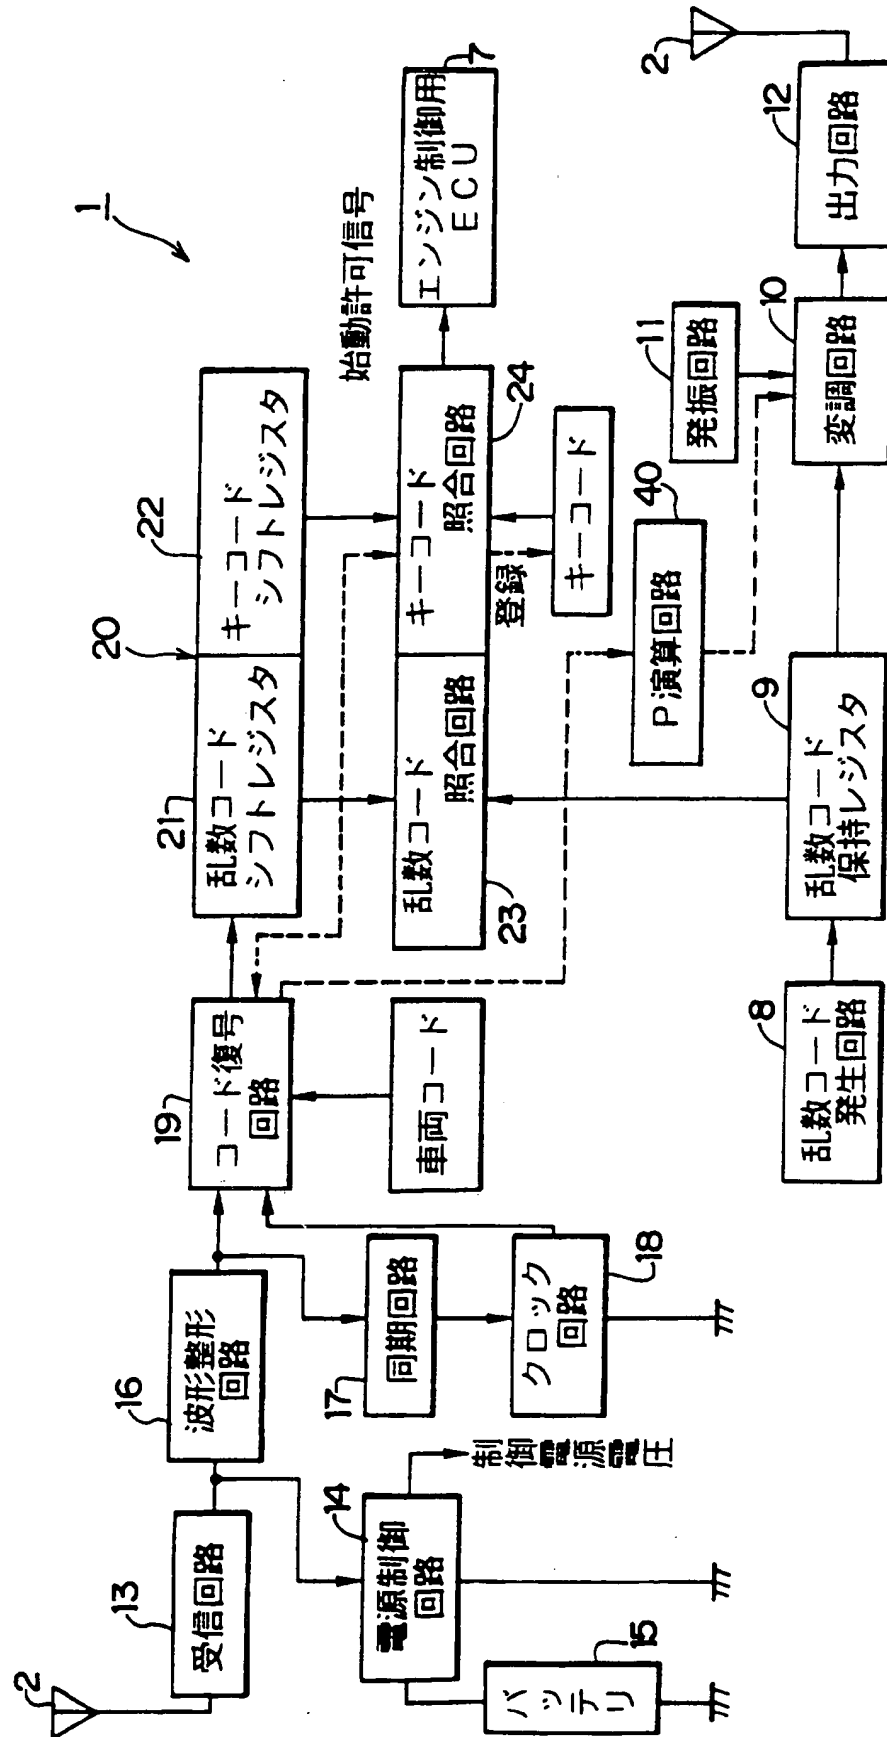 1
2
13
受信回路
16
波形整形
回路
14
電源制御
回路
制御電源電圧
15
バッテリ
17
同期回路
18
クロック
回路
19
コード復号
回路
車両コード
20
21
乱数コード
シフトレジスタ
22
キーコード
シフトレジスタ
23
乱数コード
照合回路
24
キーコード
照合回路
始動許可信号
7
エンジン制御用
ECU
登録
キーコード
40
P演算回路
8
乱数コード
発生回路
9
乱数コード
保持レジスタ
11
発振回路
10
変調回路
12
出力回路
2